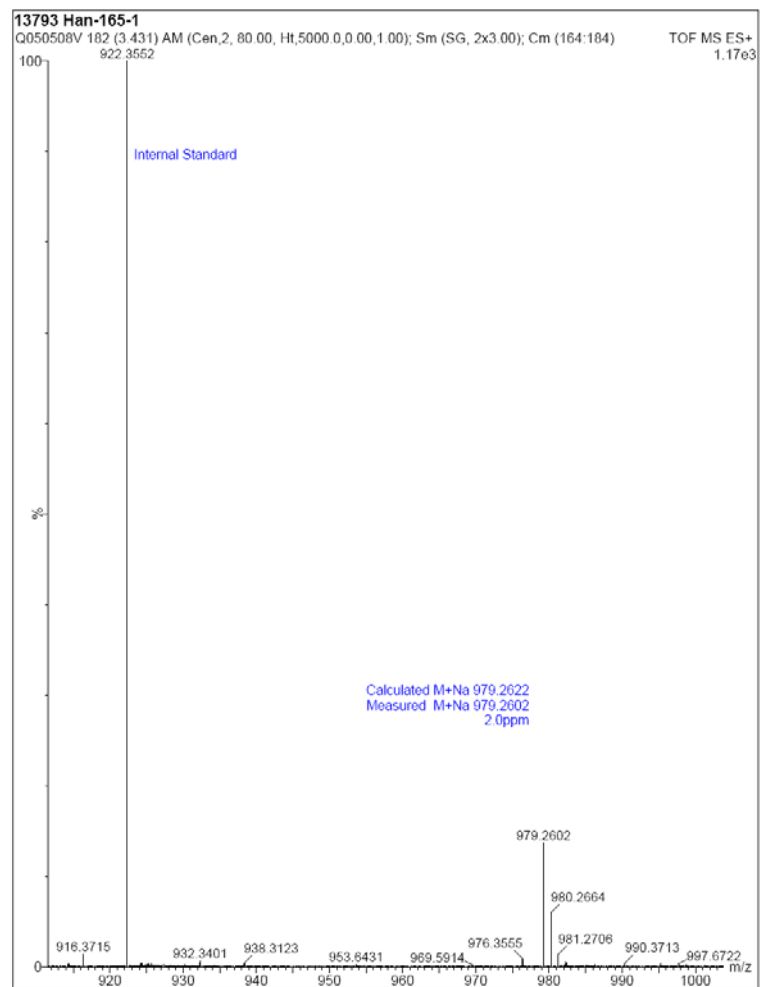 13793 Han-165-1
Q050508V 182 (3.431) AM (Cen,2, 80.00, Ht,5000.0,0.00,1.00); Sm (SG, 2x3.00); Cm (164:184) TOF MS ES+
1.17e3
100
922.3552
Internal Standard
%
Calculated M+Na 979.2622
Measured M+Na 979.2602
2.0ppm
979.2602
980.2664
916.3715
932.3401
938.3123
953.6431
969.5914
976.3555
981.2706
990.3713
997.6722
0
m/z
920 930 940 950 960 970 980 990 1000